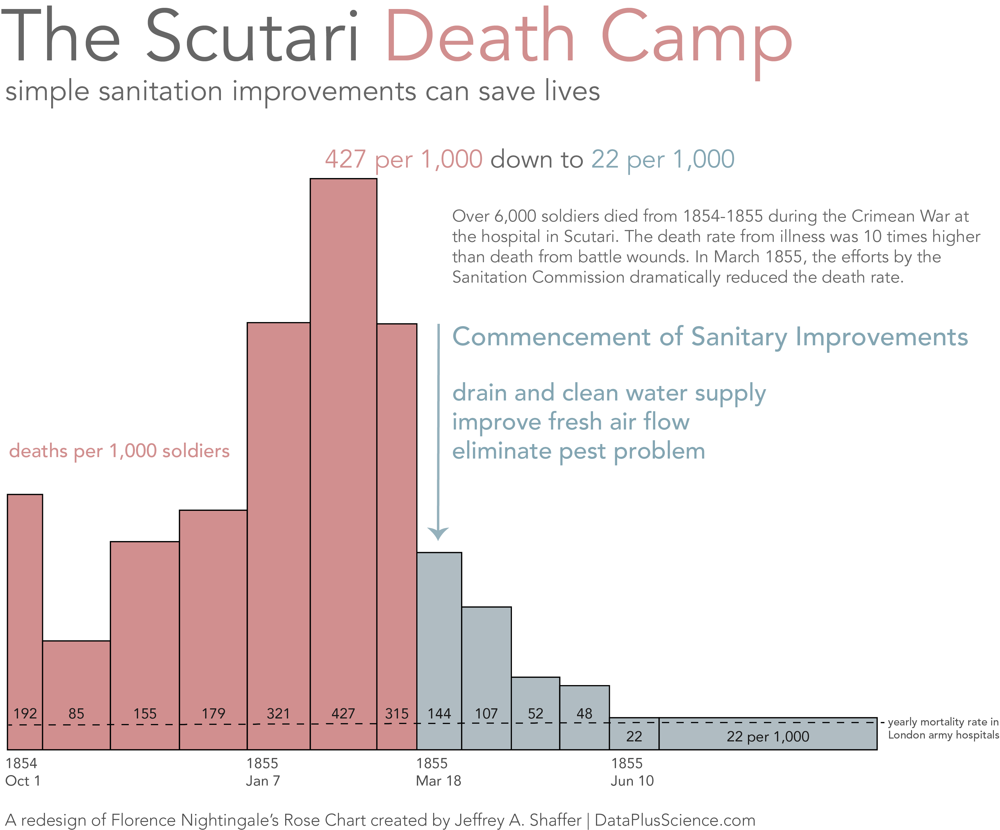 The Scutari Death Camp
simple sanitation improvements can save lives
427 per 1,000 down to 22 per 1,000
Over 6,000 soldiers died from 1854-1855 during the Crimean War at
the hospital in Scutari. The death rate from illness was 10 times higher
than death from battle wounds. In March 1855, the efforts by the
Sanitation Commission dramatically reduced the death rate.
Commencement of Sanitary Improvements
drain and clean water supply
improve fresh air flow
eliminate pest problem
deaths per 1,000 soldiers
192 85 155 179 321 427 315 144 107 52 48 22 22 per 1,000
yearly mortality rate in
London army hospitals
1854 1855 1855 1855
Oct 1 Jan 7 Mar 18 Jun 10
A redesign of Florence Nightingale’s Rose Chart created by Jeffrey A. Shaffer | DataPlusScience.com